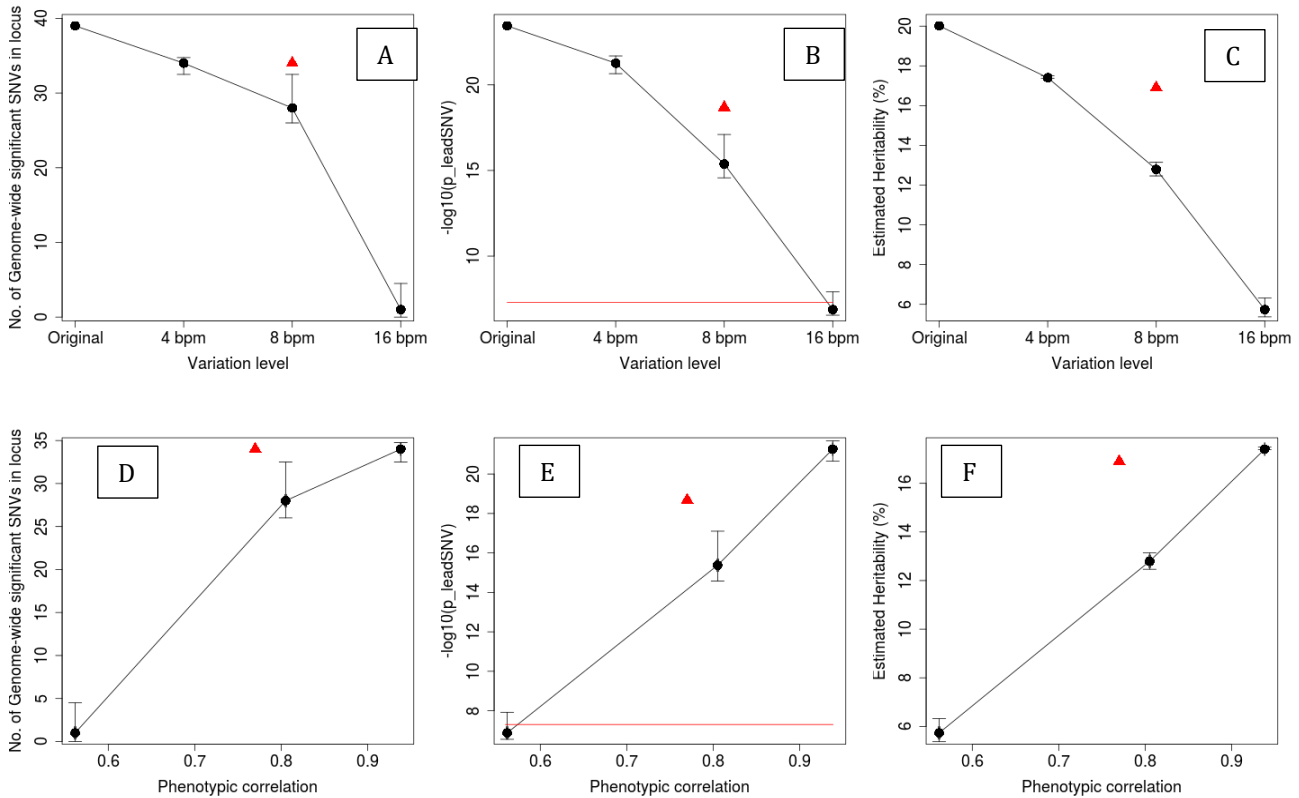 No. of Genome-wide significant SNVs in locus
40
30
20
10
0
A
Original
4 bpm
8 bpm
16 bpm
Variation level
-log10(p_leadSNV)
20
15
10
B
Original
4 bpm
8 bpm
16 bpm
Variation level
Estimated Heritability (%)
20
18
16
14
12
10
8
6
C
Original
4 bpm
8 bpm
16 bpm
Variation level
No. of Genome-wide significant SNVs in locus
35
30
25
20
15
10
5
0
D
0.6
0.7
0.8
0.9
Phenotypic correlation
-log10(p_leadSNV)
20
18
16
14
12
10
8
E
0.6
0.7
0.8
0.9
Phenotypic correlation
Estimated Heritability (%)
16
14
12
10
8
6
F
0.6
0.7
0.8
0.9
Phenotypic correlation